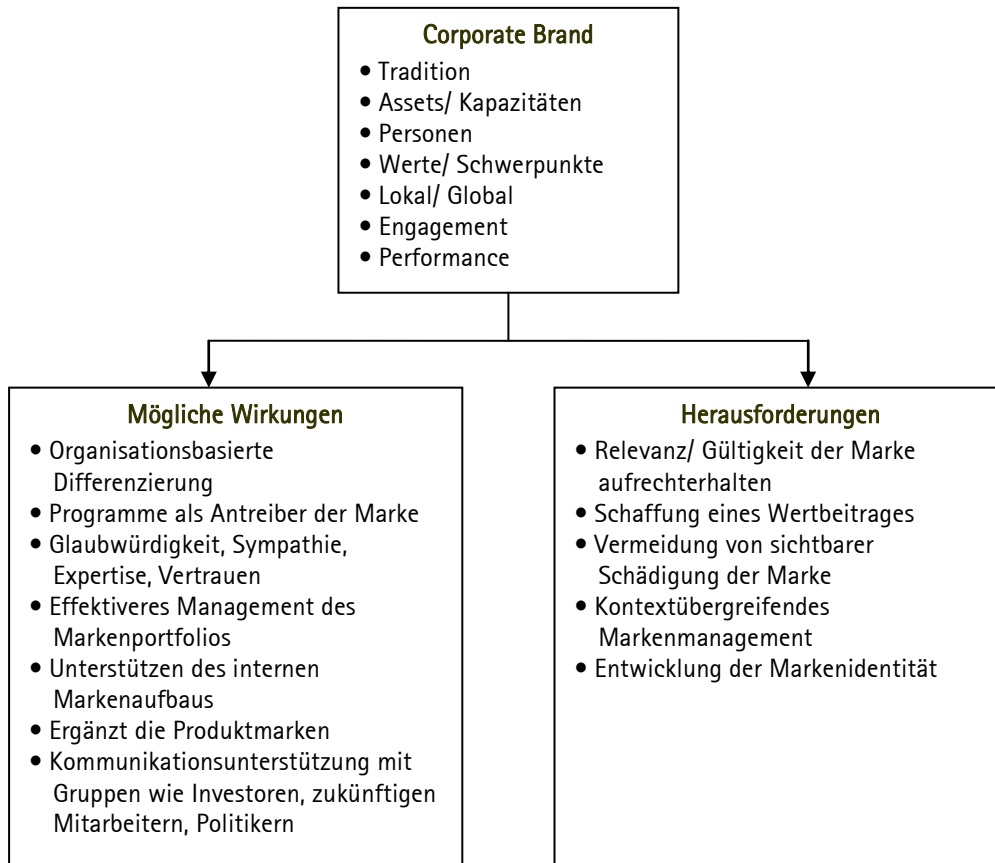 Corporate Brand
• Tradition
• Assets/ Kapazitäten
• Personen
• Werte/ Schwerpunkte
• Lokal/ Global
• Engagement
• Performance
Mögliche Wirkungen
• Organisationsbasierte
Differenzierung
• Programme als Antreiber der Marke
• Glaubwürdigkeit, Sympathie,
Expertise, Vertrauen
• Effektiveres Management des
Markenportfolios
• Unterstützen des internen
Markenaufbaus
• Ergänzt die Produktmarken
• Kommunikationsunterstützung mit
Gruppen wie Investoren, zukünftigen
Mitarbeitern, Politikern
Herausforderungen
• Relevanz/ Gültigkeit der Marke
aufrechterhalten
• Schaffung eines Wertbeitrages
• Vermeidung von sichtbarer
Schädigung der Marke
• Kontextübergreifendes
Markenmanagement
• Entwicklung der Markenidentität